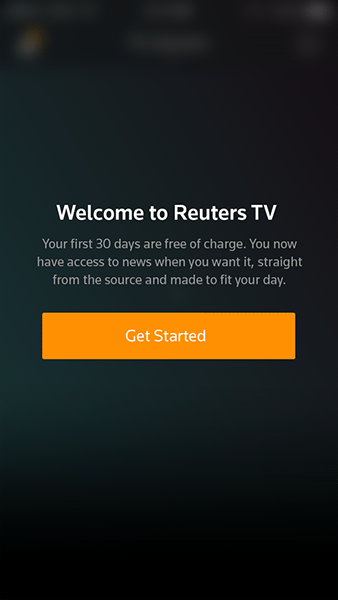 Welcome to Reuters TV
Your first 30 days are free of charge. You now
have access to news when you want it, straight
from the source and made to fit your day.
Get Started